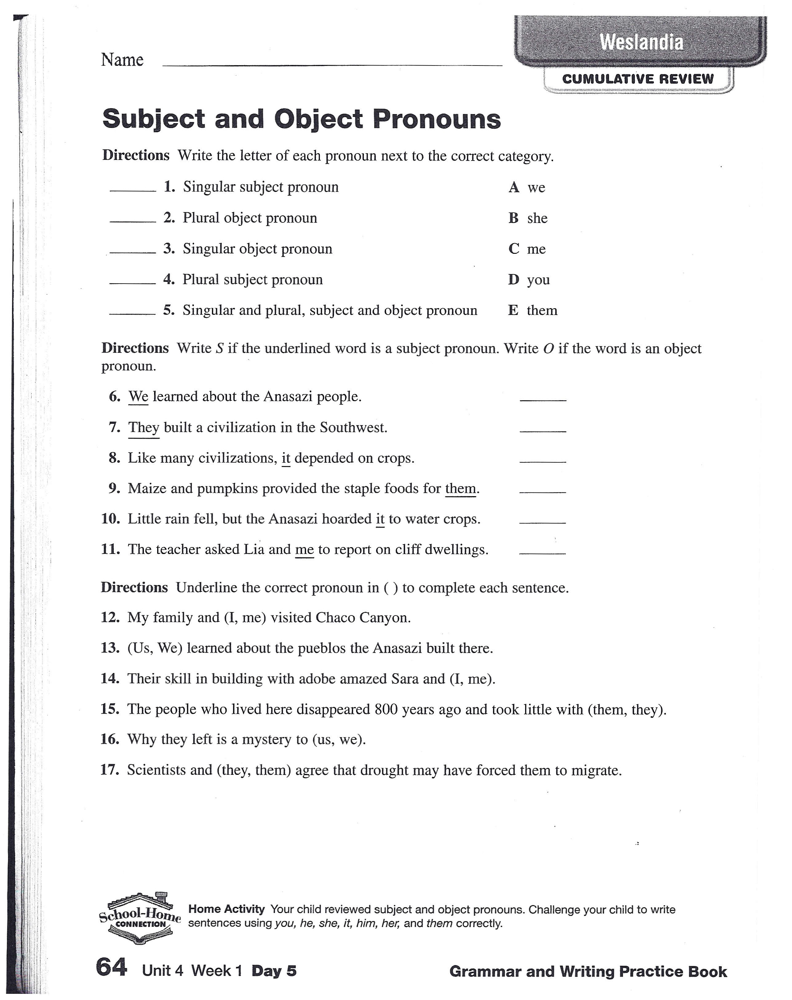 Weslandia
Name
CUMULATIVE REVIEW
Subject and Object Pronouns
Directions Write the letter of each pronoun next to the correct category.
1. Singular subject pronoun A we
2. Plural object pronoun B she
3. Singular object pronoun C me
4. Plural subject pronoun D you
5. Singular and plural, subject and object pronoun E them
Directions Write S if the underlined word is a subject pronoun. Write O if the word is an object
pronoun.
6. We learned about the Anasazi people.
7. They built a civilization in the Southwest.
8. Like many civilizations, it depended on crops.
9. Maize and pumpkins provided the staple foods for them.
10. Little rain fell, but the Anasazi hoarded it to water crops.
11. The teacher asked Lia and me to report on cliff dwellings.
Directions Underline the correct pronoun in ( ) to complete each sentence.
12. My family and (I, me) visited Chaco Canyon.
13. (Us, We) learned about the pueblos the Anasazi built there.
14. Their skill in building with adobe amazed Sara and (I, me).
15. The people who lived here disappeared 800 years ago and took little with (them, they).
16. Why they left is a mystery to (us, we).
17. Scientists and (they, them) agree that drought may have forced them to migrate.
School-Home
CONNECTION
Home Activity Your child reviewed subject and object pronouns. Challenge your child to write
sentences using you, he, she, it, him, her, and them correctly.
64 Unit 4 Week 1 Day 5 Grammar and Writing Practice Book